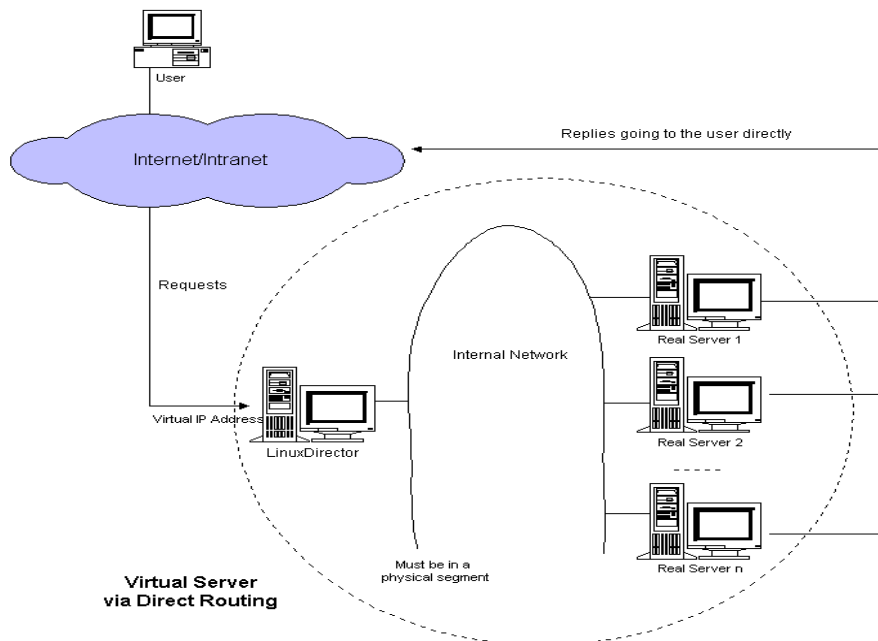 User
Replies going to the user directly
Internet/Intranet
Requests
Real Server 1
Internal Network
Virtual IP Address
LinuxDirector
Real Server 2
Must be in a
physical segment
Real Server n
Virtual Server
via Direct Routing